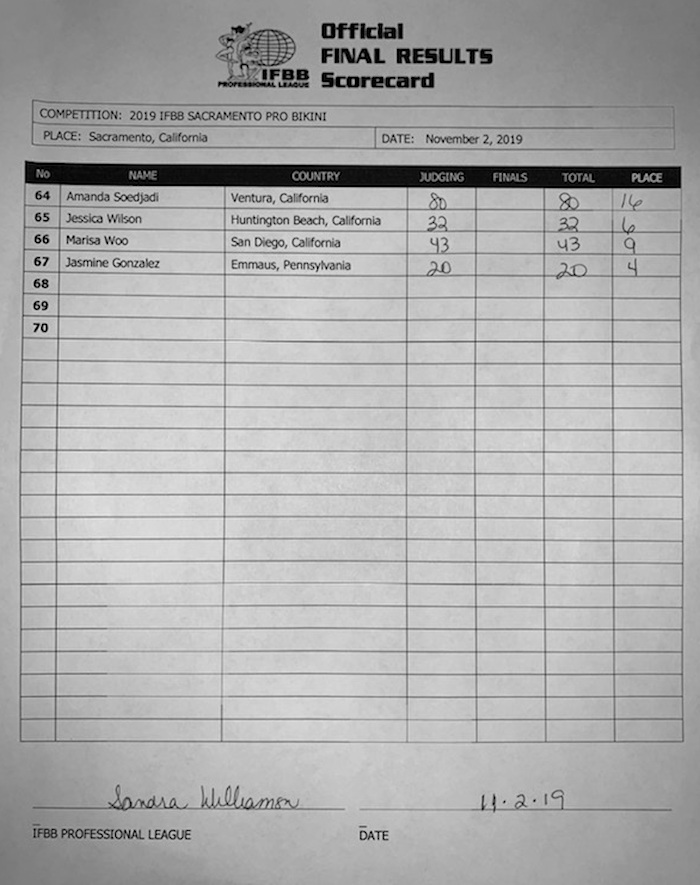 Official
FINAL RESULTS
Scorecard
IFBB
PROFESSIONAL LEAGUE
COMPETITION: 2019 IFBB SACRAMENTO PRO BIKINI
PLACE: Sacramento, California DATE: November 2, 2019
No NAME COUNTRY JUDGING FINALS TOTAL PLACE
64 Amanda Soedjadi Ventura, California 80 80 16
65 Jessica Wilson Huntington Beach, California 32 32 6
66 Marisa Woo San Diego, California 43 43 9
67 Jasmine Gonzalez Emmaus, Pennsylvania 20 20 4
68
69
70
Sandra Williamson 11.2.19
IFBB PROFESSIONAL LEAGUE DATE